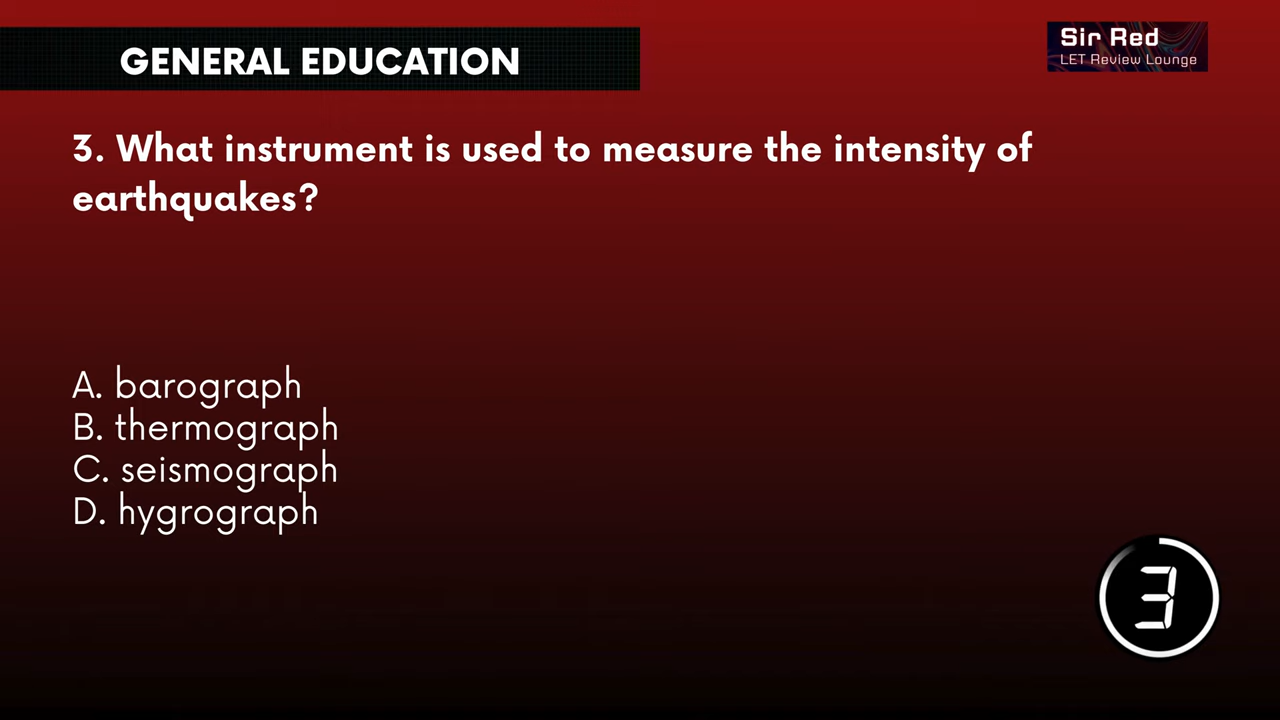 GENERAL EDUCATION
Sir Red
LET Review Lounge
3. What instrument is used to measure the intensity of
earthquakes?
A. barograph
B. thermograph
C. seismograph
D. hygrograph
3